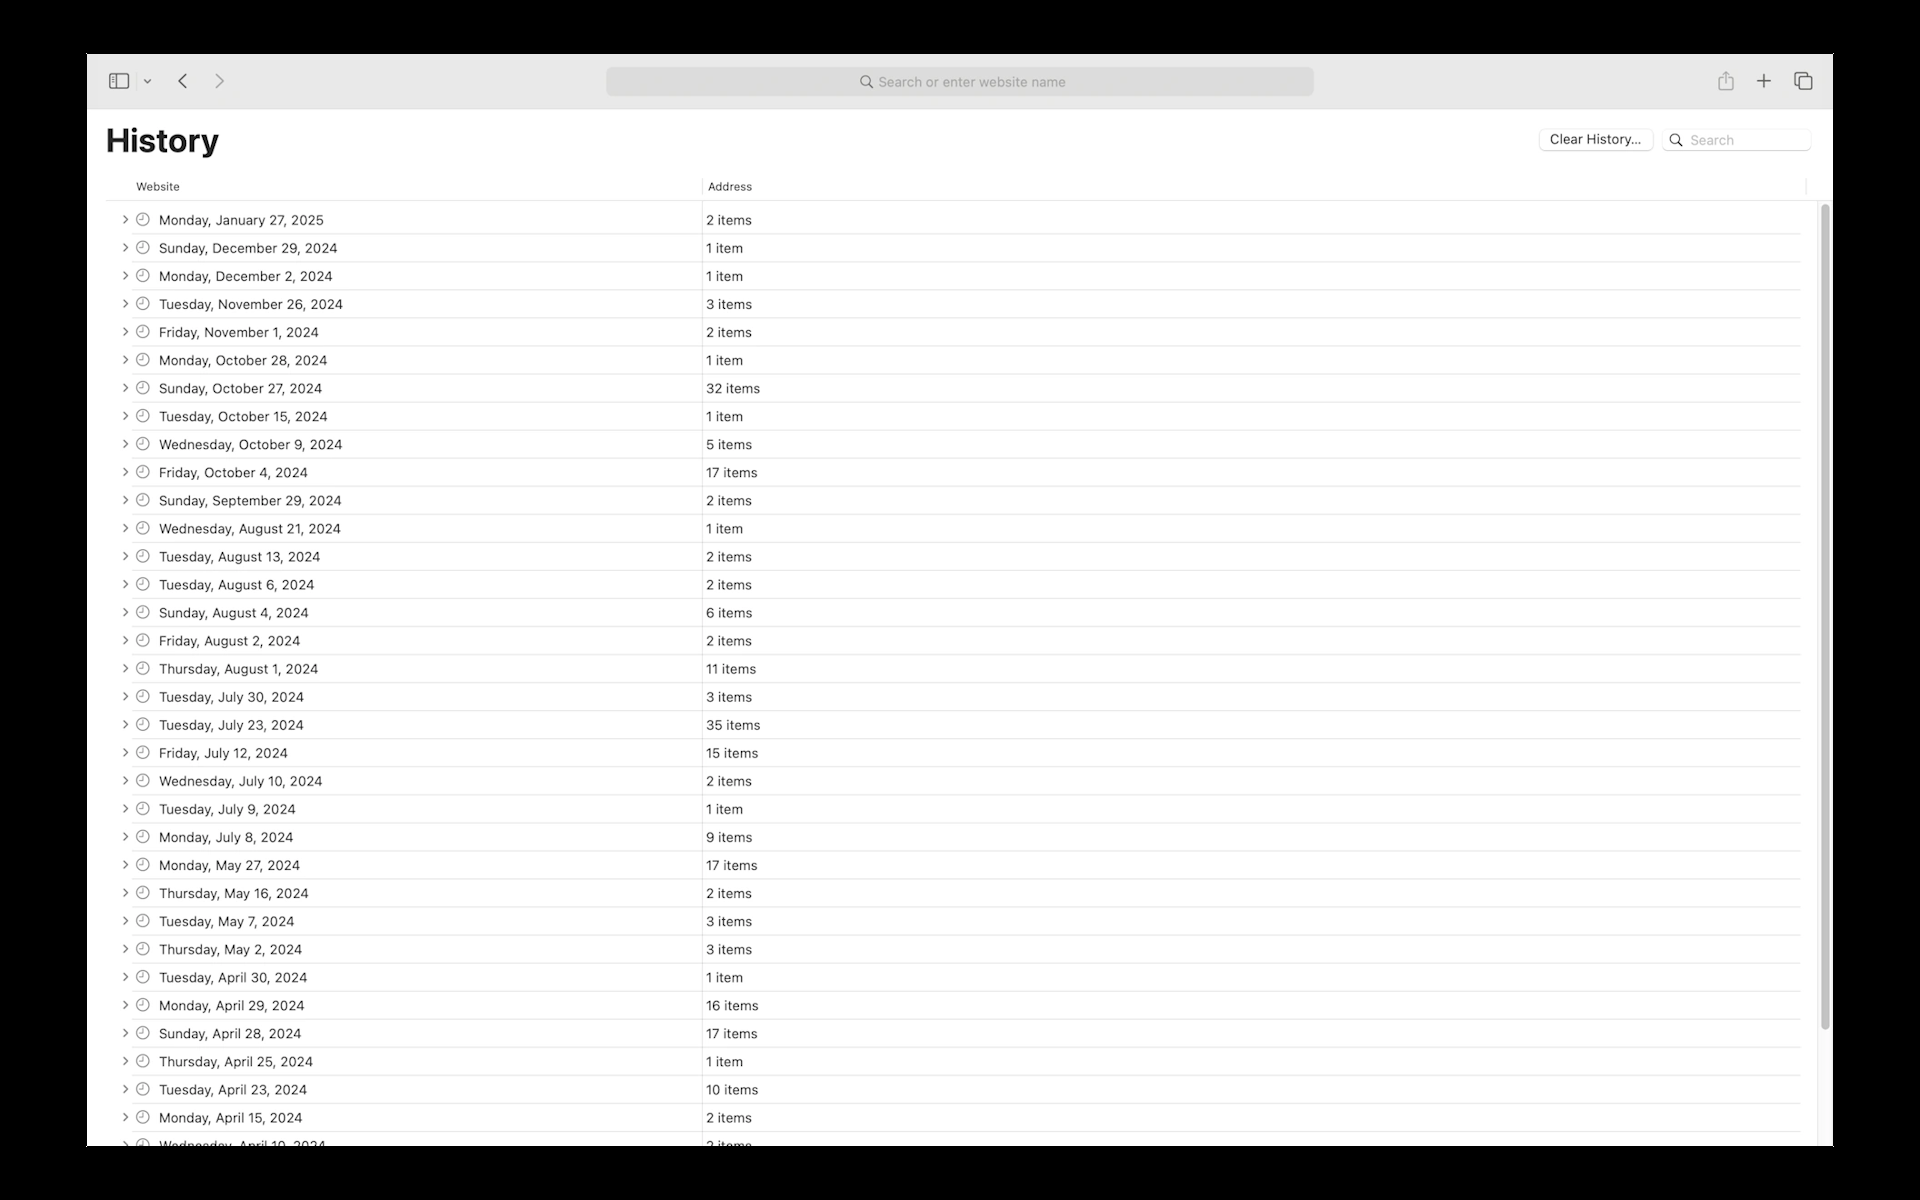 Search or enter website name
History
Clear History...
Search
Website Address
Monday, January 27, 2025 2 items
Sunday, December 29, 2024 1 item
Monday, December 2, 2024 1 item
Tuesday, November 26, 2024 3 items
Friday, November 1, 2024 2 items
Monday, October 28, 2024 1 item
Sunday, October 27, 2024 32 items
Tuesday, October 15, 2024 1 item
Wednesday, October 9, 2024 5 items
Friday, October 4, 2024 17 items
Sunday, September 29, 2024 2 items
Wednesday, August 21, 2024 1 item
Tuesday, August 13, 2024 2 items
Tuesday, August 6, 2024 2 items
Sunday, August 4, 2024 6 items
Friday, August 2, 2024 2 items
Thursday, August 1, 2024 11 items
Tuesday, July 30, 2024 3 items
Tuesday, July 23, 2024 35 items
Friday, July 12, 2024 15 items
Wednesday, July 10, 2024 2 items
Tuesday, July 9, 2024 1 item
Monday, July 8, 2024 9 items
Monday, May 27, 2024 17 items
Thursday, May 16, 2024 2 items
Tuesday, May 7, 2024 3 items
Thursday, May 2, 2024 3 items
Tuesday, April 30, 2024 1 item
Monday, April 29, 2024 16 items
Sunday, April 28, 2024 17 items
Thursday, April 25, 2024 1 item
Tuesday, April 23, 2024 10 items
Monday, April 15, 2024 2 items
Wednesday, April 10, 2024 items